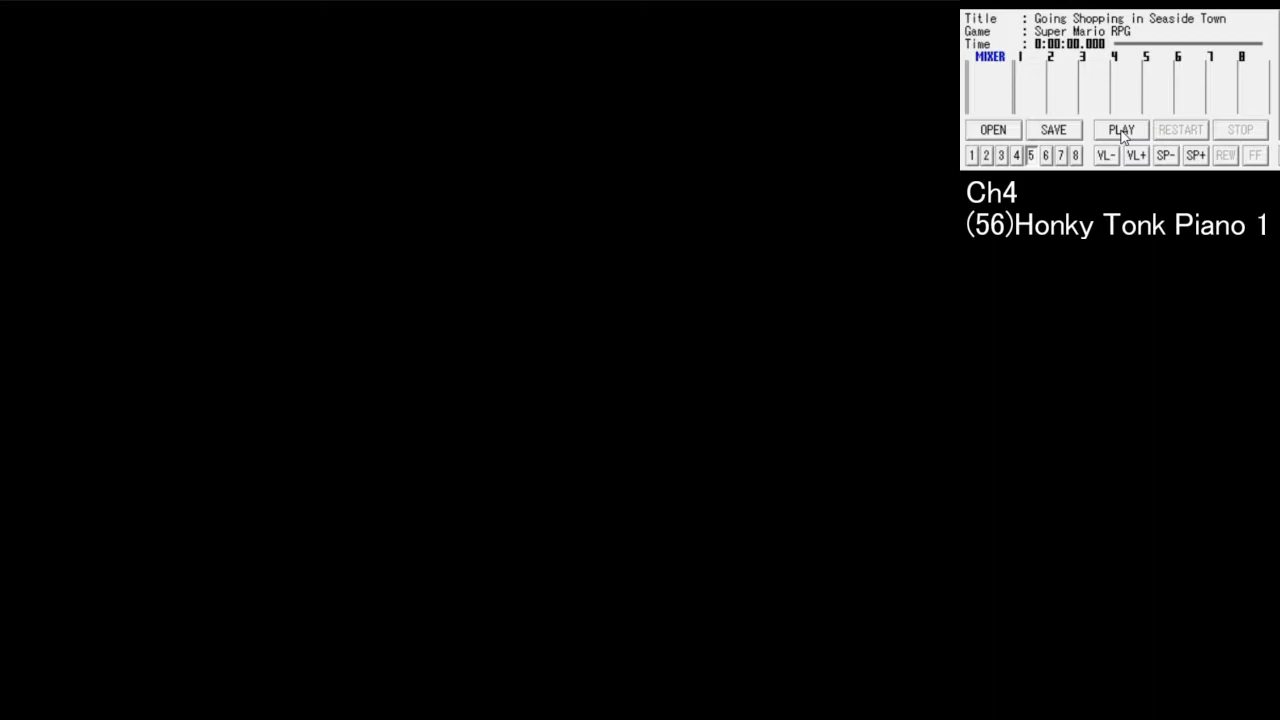 Title : Going Shopping in Seaside Town
Game : Super Mario RPG
Time : 0:00:00.000
MIXER 1 2 3 4 5 6 7 8
OPEN SAVE PLAY RESTART STOP
1 2 3 4 5 6 7 8 VL- VL+ SP- SP+ REW FF
Ch4
(56)Honky Tonk Piano 1